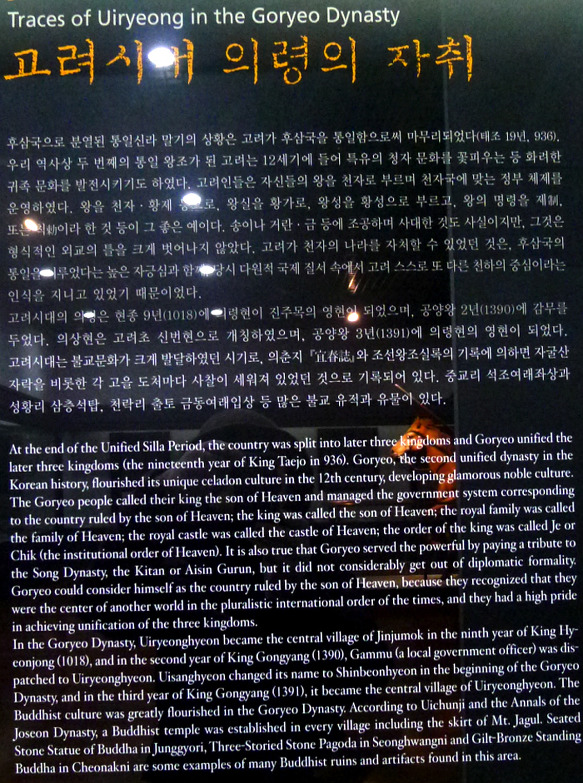 Traces of Uiryeong in the Goryeo Dynasty
고려시대 의령의 자취
후삼국으로 분열된 통일신라 말기의 상황은 고려가 후삼국을 통일함으로써 마무리되었다(태조 19년, 936).
우리 역사상 두 번째의 통일 왕조가 된 고려는 12세기에 들어 특유의 청자 문화를 꽃피우는 등 화려한
귀족 문화를 발전시키기도 하였다. 고려인들은 자신들의 왕을 천자로 부르며 천자국에 맞는 정부 체제를
운영하였다. 왕을 천자 · 황제 로, 왕실을 황가로, 왕성을 황성으로 부르고, 왕의 명령을 제制,
또는 이라 한 것 등이 그 좋은 예이다. 송이나 거란 · 금 등에 조공하며 사대한 것도 사실이지만, 그것은
형식적인 외교의 틀을 크게 벗어나지 않았다. 고려가 천자의 나라를 자처할 수 있었던 것은, 후삼국의
통일을 이루었다는 높은 자긍심과 함께 당시 다원적 국제 질서 속에서 고려 스스로 또 다른 천하의 중심이라는
인식을 지니고 있었기 때문이었다.
고려시대의 의령은 현종 9년(1018)에 의령현이 진주목의 영현이 되었으며, 공양왕 2년(1390)에 감무를
두었다. 의상현은 고려초 신번현으로 개칭하였으며, 공양왕 3년(1391)에 의령현의 영현이 되었다.
고려시대는 불교문화가 크게 발달하였던 시기로, 의춘지『宜春誌』와 조선왕조실록의 기록에 의하면 자굴산
자락을 비롯한 각 고을 도처마다 사찰이 세워져 있었던 것으로 기록되어 있다. 중교리 석조여래좌상과
성황리 삼층석탑, 천락리 출토 금동여래입상 등 많은 불교 유적과 유물이 있다.
At the end of the Unified Silla Period, the country was split into later three kingdoms and Goryeo unified the
later three kingdoms (the nineteenth year of King Taejo in 936). Goryeo, the second unified dynasty in the
Korean history, flourished its unique celadon culture in the 12th century, developing glamorous noble culture.
The Goryeo people called their king the son of Heaven and managed the government system corresponding
to the country ruled by the son of Heaven; the king was called the son of Heaven; the royal family was called
the family of Heaven; the royal castle was called the castle of Heaven; the order of the king was called Je or
Chik (the institutional order of Heaven). It is also true that Goryeo served the powerful by paying a tribute to
the Song Dynasty, the Kitan or Aisin Gurun, but it did not considerably get out of diplomatic formality.
Goryeo could consider himself as the country ruled by the son of Heaven, because they recognized that they
were the center of another world in the pluralistic international order of the times, and they had a high pride
in achieving unification of the three kingdoms.
In the Goryeo Dynasty, Uiryeonghyeon became the central village of Jinjumok in the ninth year of King Hy-
eonjong (1018), and in the second year of King Gongyang (1390), Gammu (a local government officer) was dis-
patched to Uiryeonghyeon. Uisanghyeon changed its name to Shinbeonhyeon in the beginning of the Goryeo
Dynasty, and in the third year of King Gongyang (1391), it became the central village of Uiryeonghyeon. The
Buddhist culture was greatly flourished in the Goryeo Dynasty. According to Uichunji and the Annals of the
Joseon Dynasty, a Buddhist temple was established in every village including the skirt of Mt. Jagul. Seated
Stone Statue of Buddha in Junggyori, Three-Storied Stone Pagoda in Seonghwangni and Gilt-Bronze Standing
Buddha in Cheonakni are some examples of many Buddhist ruins and artifacts found in this area.